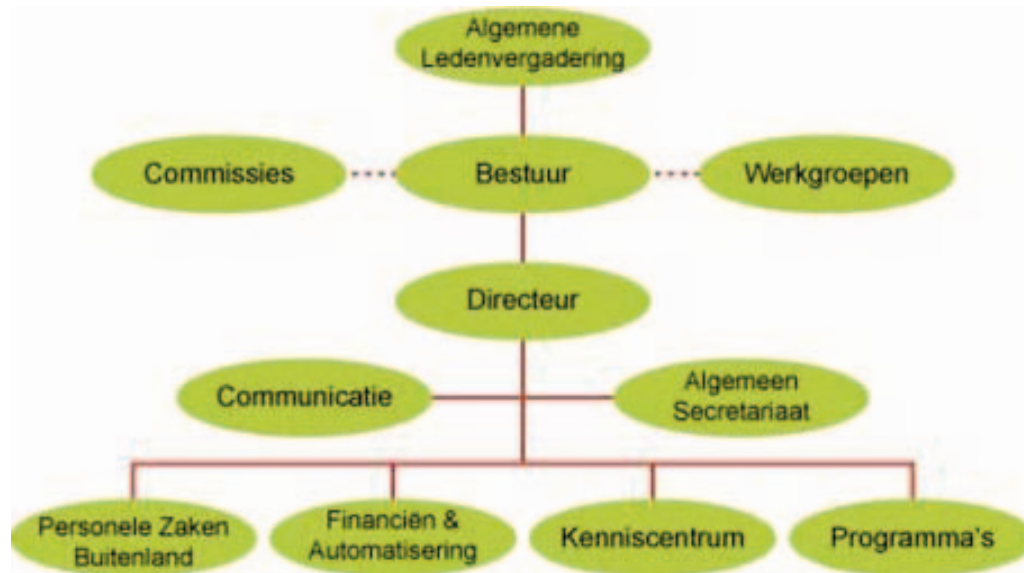 Algemene
Ledenvergadering
Commissies
Bestuur
Werkgroepen
Directeur
Communicatie
Algemeen
Secretariaat
Personele Zaken
Buitenland
Financiën &
Automatisering
Kenniscentrum
Programma's